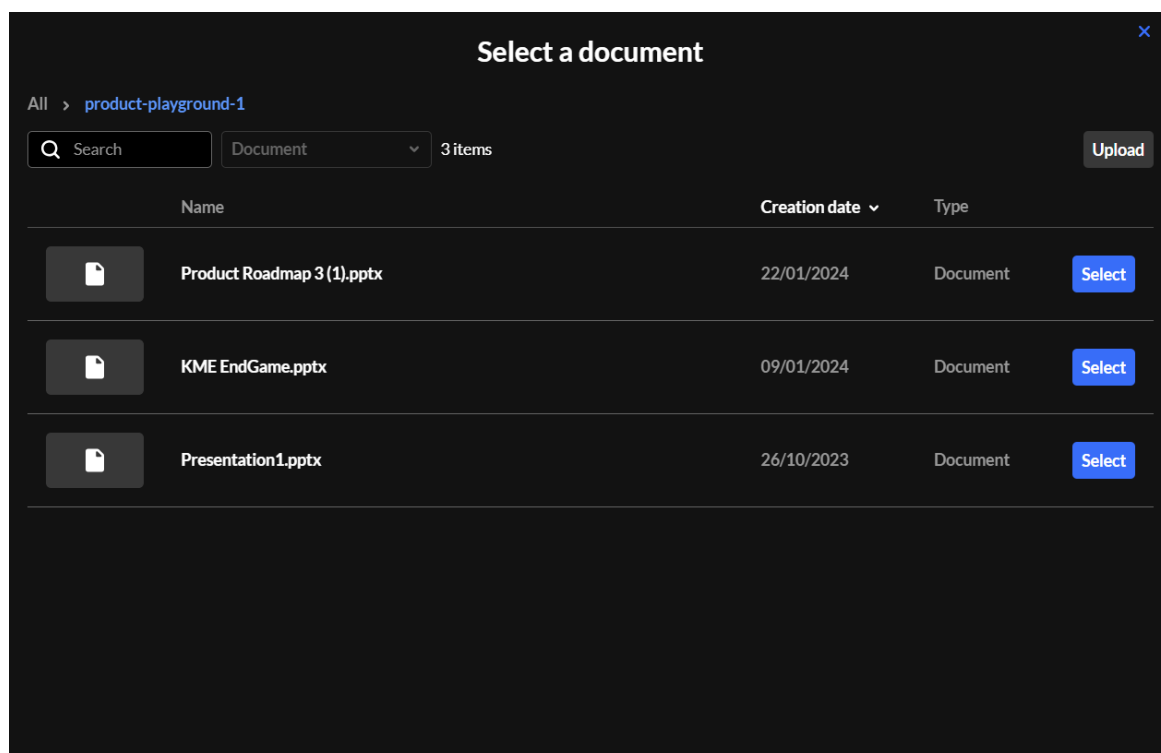 Select a document
All > product-playground-1
Search Document 3 items Upload
Name Creation date Type
Product Roadmap 3 (1).pptx 22/01/2024 Document Select
KME EndGame.pptx 09/01/2024 Document Select
Presentation1.pptx 26/10/2023 Document Select